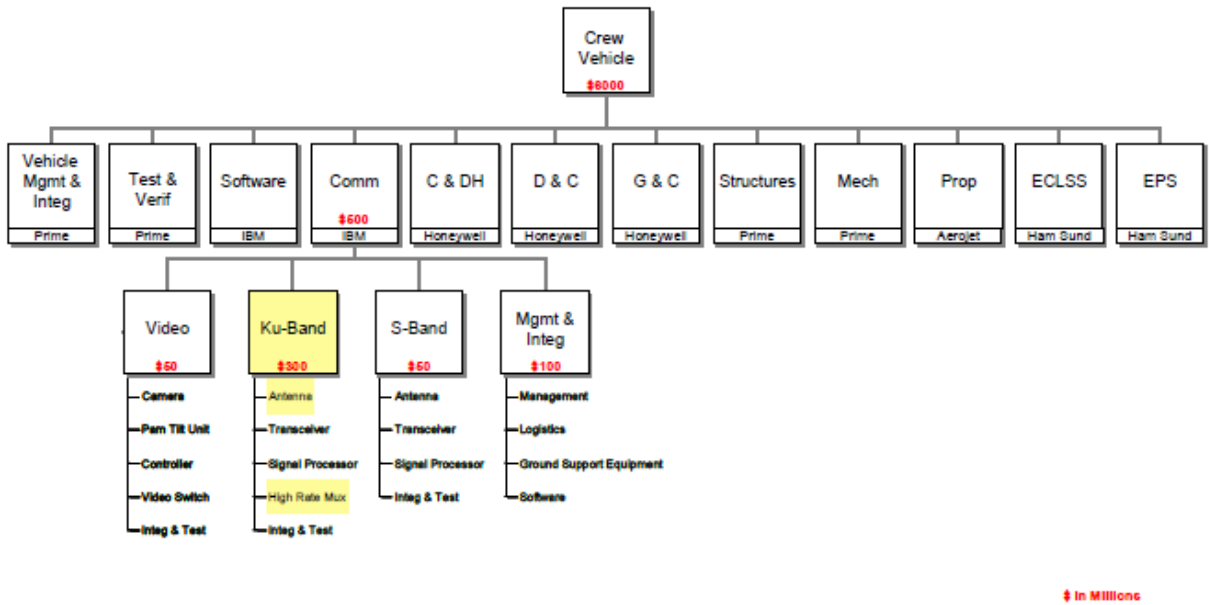 Crew
Vehicle
$6000
Vehicle
Mgmt &
Integ
Prime
Test &
Verif
Prime
Software
IBM
Comm
$500
IBM
C & DH
Honeywell
D & C
Honeywell
G & C
Honeywell
Structures
Prime
Mech
Prime
Prop
Aerojet
ECLSS
Ham Sund
EPS
Ham Sund
Video
$50
Camera
Pam Tilt Unit
Controller
Video Switch
Integ & Test
Ku-Band
$300
Antenna
Transceiver
Signal Processor
High Rate Mux
Integ & Test
S-Band
$50
Antenna
Transceiver
Signal Processor
Integ & Test
Mgmt &
Integ
$100
Management
Logistics
Ground Support Equipment
Software
$ In Millions